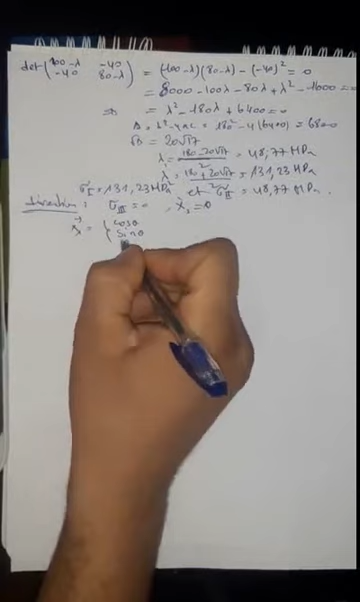 det(100-λ -40 = (100-λ)(80-λ) - (-40)² = 0
-40 80-λ)
= 8000 - 100λ - 80λ + λ² - 1600 = 0
⇒ = λ² - 180λ + 6400 = 0
Δ = b² - 4ac = 180² - 4(6400) = 6800
√Δ = 20√17
λ = 180-20√17/2 = 48,77 MPa
λ = 180+20√17/2 = 131,23 MPa
σI = 131,23 MPa et σII = 48,77 MPa.
Direction : σIII = 0 , X₃ = 0
X⃗ = { cosθ
sinθ